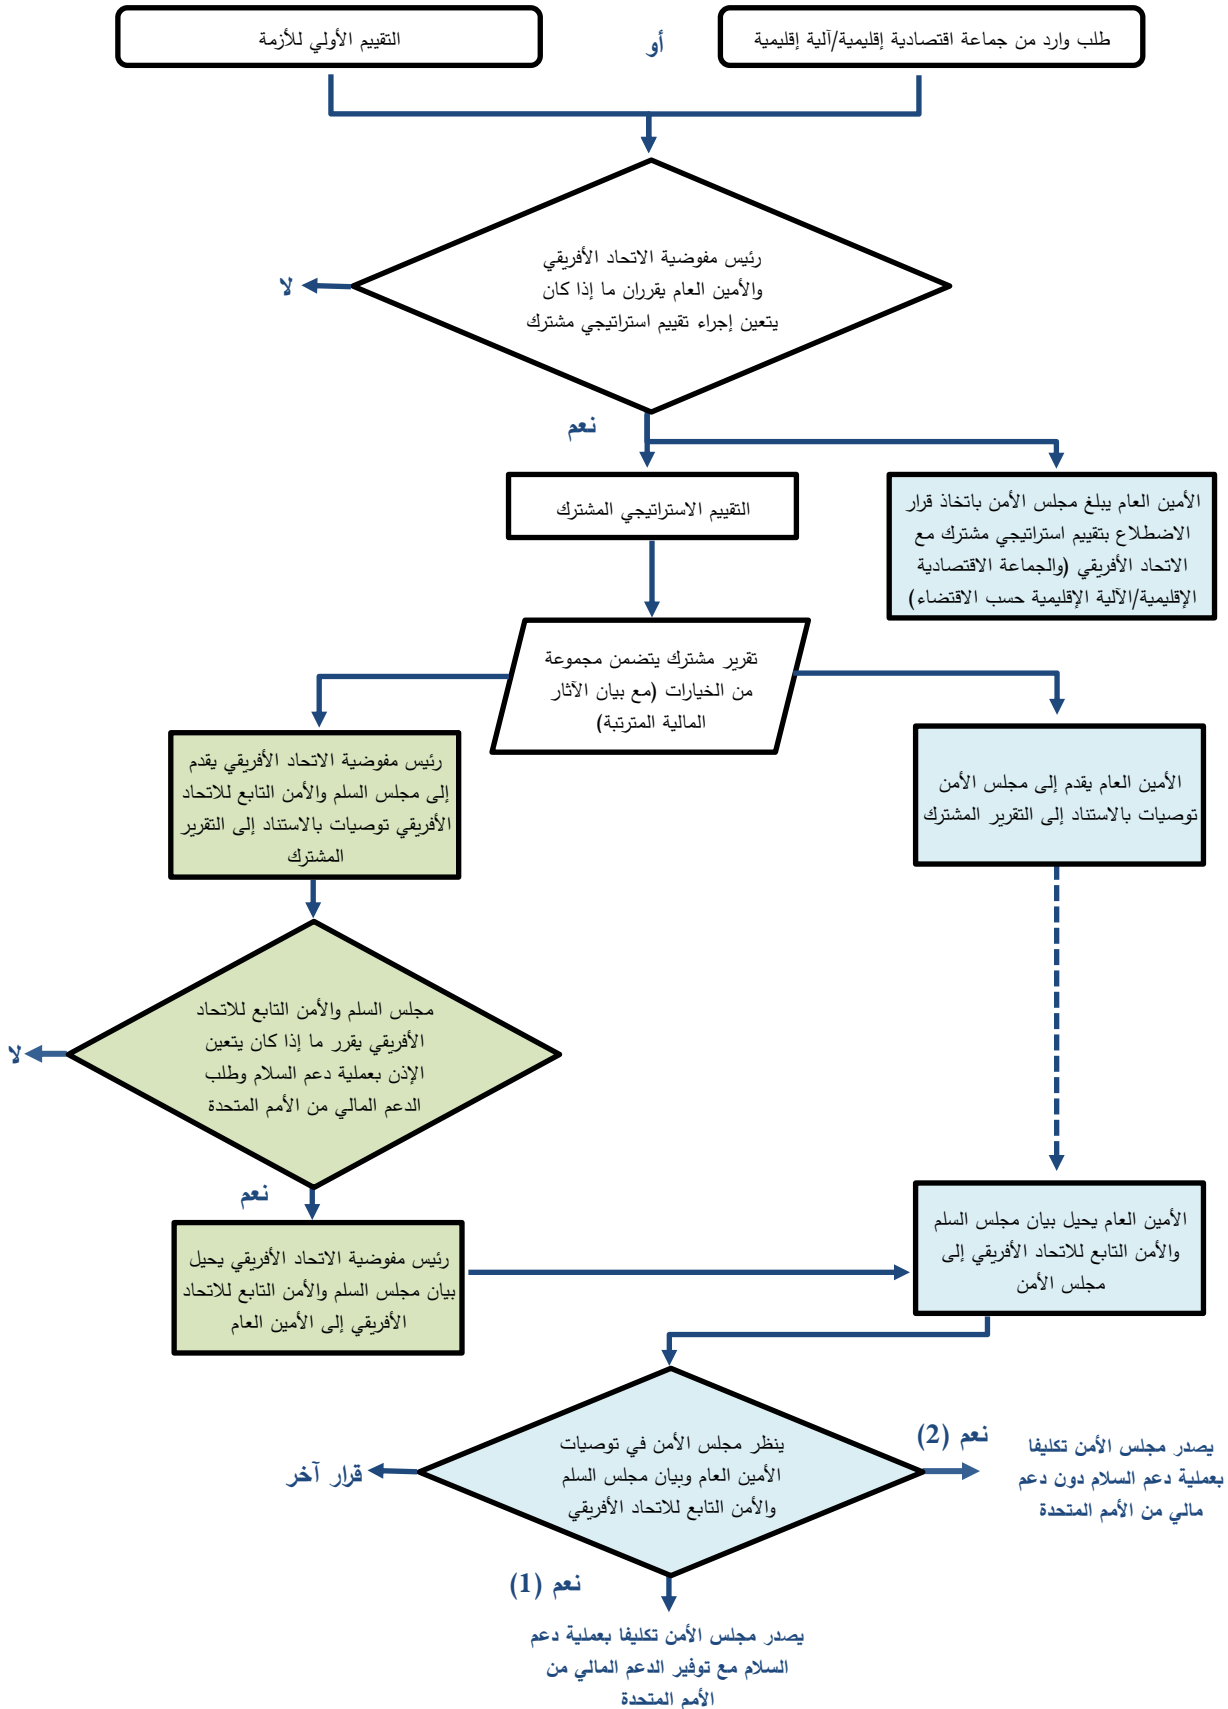 طلب وارد من جماعة اقتصادية إقليمية/آلية إقليمية
أو
التقييم الأولي للأزمة
رئيس مفوضية الاتحاد الأفريقي
والأمين العام يقرران ما إذا كان
يتعين إجراء تقييم استراتيجي مشترك
لا
نعم
الأمين العام يبلغ مجلس الأمن باتخاذ قرار
الاضطلاع بتقييم استراتيجي مشترك مع
الاتحاد الأفريقي (والجماعة الاقتصادية
الإقليمية/الآلية الإقليمية حسب الاقتضاء)
التقييم الاستراتيجي المشترك
تقرير مشترك يتضمن مجموعة
من الخيارات (مع بيان الآثار
المالية المترتبة)
الأمين العام يقدم إلى مجلس الأمن
توصيات بالاستناد إلى التقرير المشترك
رئيس مفوضية الاتحاد الأفريقي يقدم
إلى مجلس السلم والأمن التابع للاتحاد
الأفريقي توصيات بالاستناد إلى التقرير
المشترك
مجلس السلم والأمن التابع للاتحاد
الأفريقي يقرر ما إذا كان يتعين
الإذن بعملية دعم السلام وطلب
الدعم المالي من الأمم المتحدة
لا
نعم
الأمين العام يحيل بيان مجلس السلم
والأمن التابع للاتحاد الأفريقي إلى
مجلس الأمن
رئيس مفوضية الاتحاد الأفريقي يحيل
بيان مجلس السلم والأمن التابع للاتحاد
الأفريقي إلى الأمين العام
ينظر مجلس الأمن في توصيات
الأمين العام وبيان مجلس السلم
والأمن التابع للاتحاد الأفريقي
نعم (2)
يصدر مجلس الأمن تكليفا
بعملية دعم السلام دون دعم
مالي من الأمم المتحدة
قرار آخر
نعم (1)
يصدر مجلس الأمن تكليفا بعملية دعم
السلام مع توفير الدعم المالي من
الأمم المتحدة